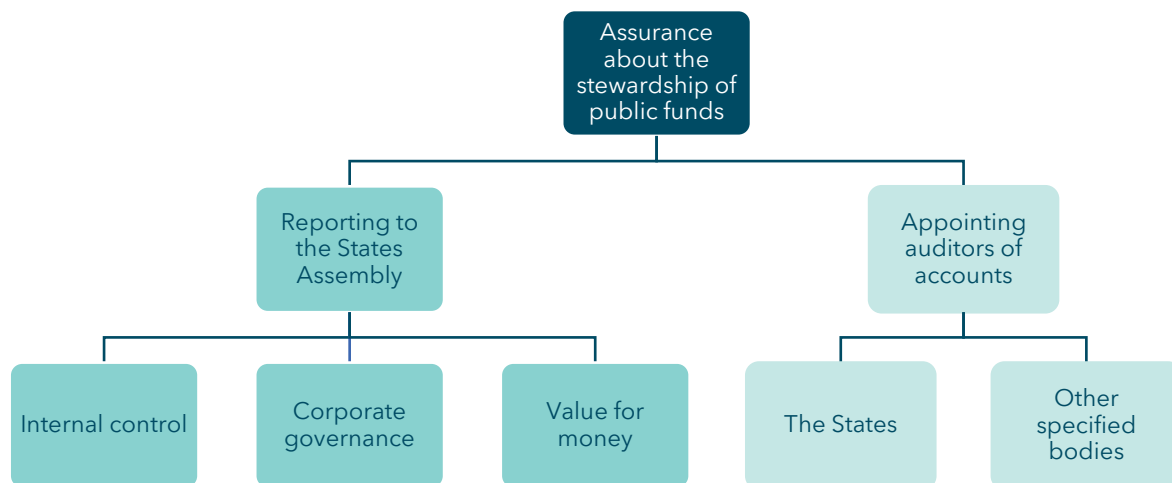 Assurance
about the
stewardship of
public funds
Reporting to
the States
Assembly
Appointing
auditors of
accounts
Internal control
Corporate
governance
Value for
money
The States
Other
specified
bodies